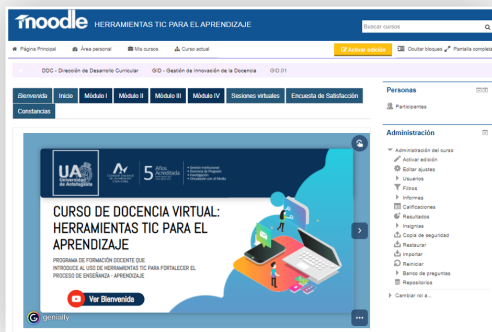 moodle HERRAMIENTAS TIC PARA EL APRENDIZAJE
Buscar cursos
Página Principal Área personal Mis cursos Curso actual
Activar edición Ocultar bloques Pantalla completa
DDC - Dirección de Desarrollo Curricular GID - Gestión de Innovación de la Docencia GID.01
Bienvenida Inicio Módulo I Módulo II Módulo III Módulo IV Sesiones virtuales Encuesta de Satisfacción
Constancias
UA
Universidad
de Antofagasta
5 Años
Acreditada
CURSO DE DOCENCIA VIRTUAL:
HERRAMIENTAS TIC PARA EL
APRENDIZAJE
PROGRAMA DE FORMACIÓN DOCENTE QUE
INTRODUCE AL USO DE HERRAMIENTAS TIC PARA FORTALECER EL
PROCESO DE ENSEÑANZA - APRENDIZAJE
Ver Bienvenida
genially
Personas
Participantes
Administración
Administración del curso
Activar edición
Editar ajustes
Usuarios
Filtros
Informes
Calificaciones
Resultados
Insignias
Copia de seguridad
Restaurar
Importar
Reiniciar
Banco de preguntas
Repositorios
Cambiar rol a...